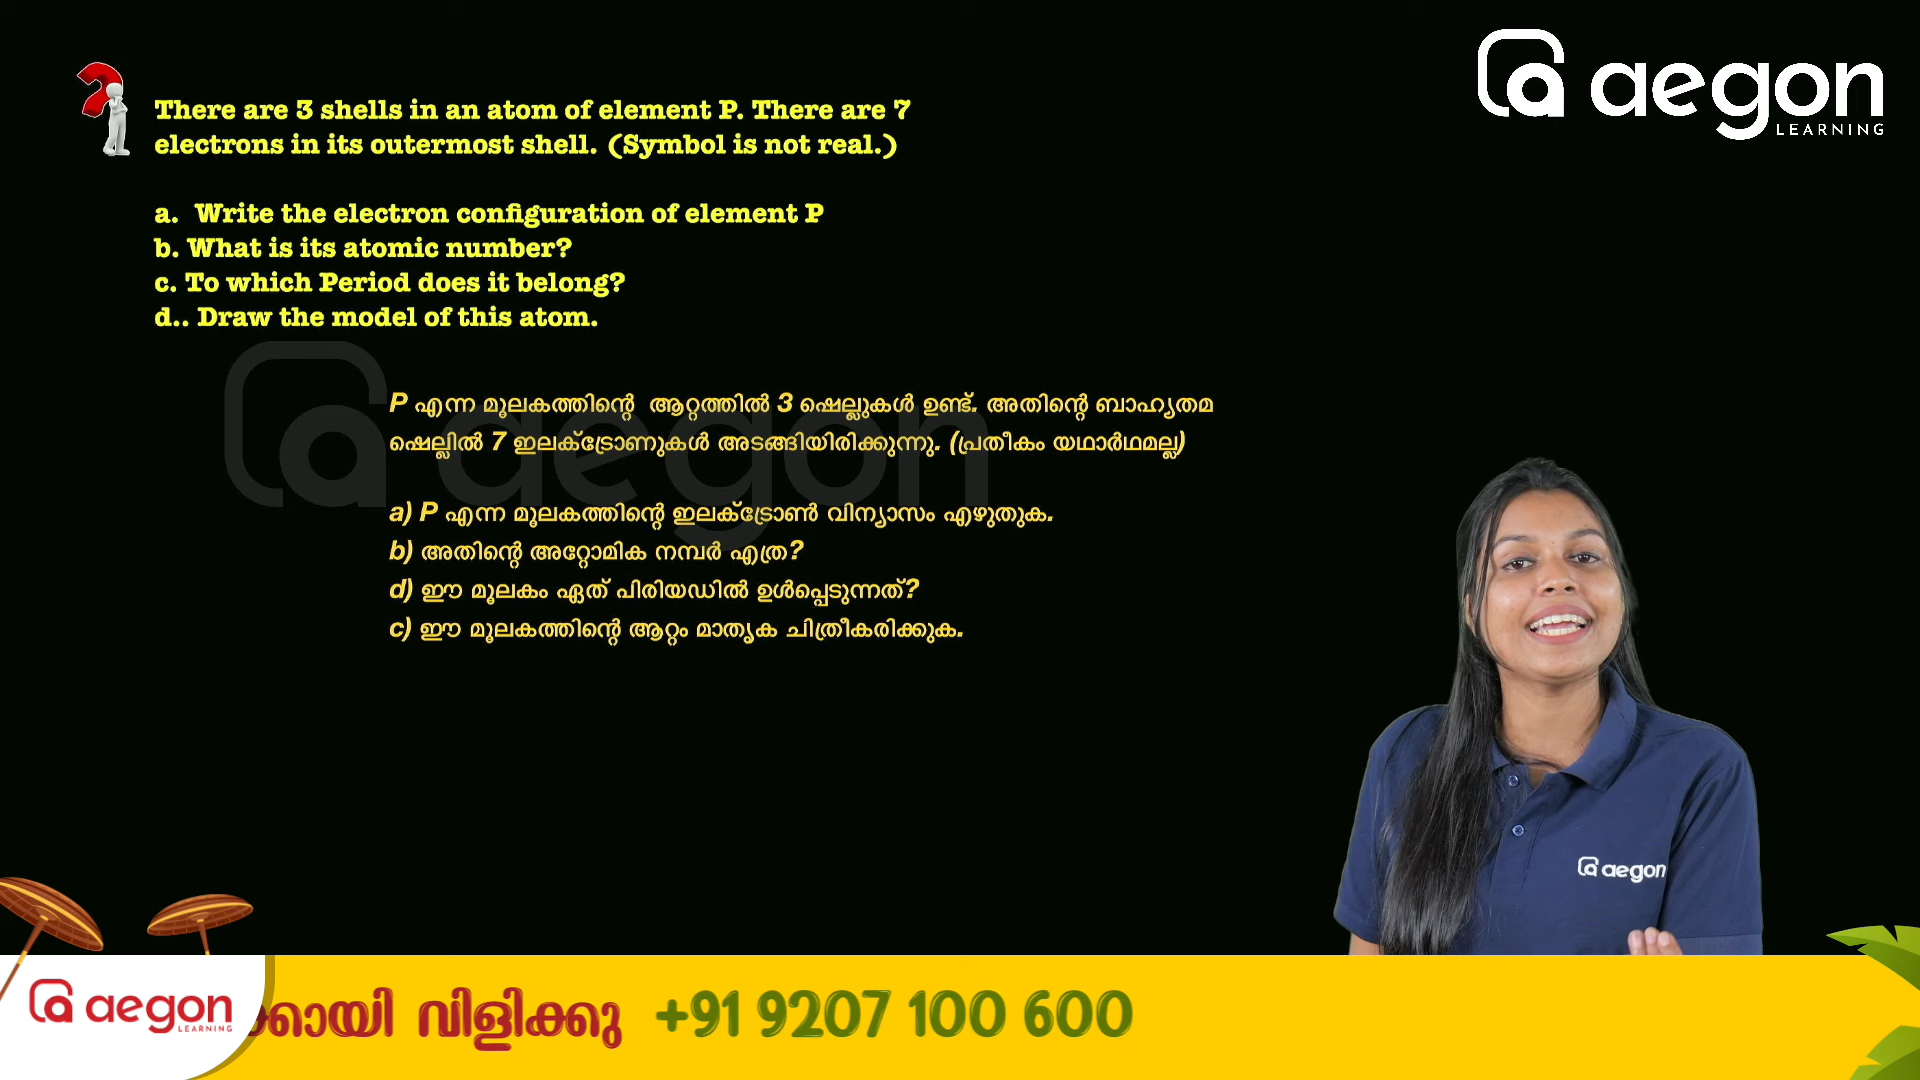 aegon
LEARNING
There are 3 shells in an atom of element P. There are 7
electrons in its outermost shell. (Symbol is not real.)
a. Write the electron configuration of element P
b. What is its atomic number?
c. To which Period does it belong?
d.. Draw the model of this atom.
aegon
P എന്ന മൂലകത്തിന്റെ ആറ്റത്തിൽ 3 ഷെല്ലുകൾ ഉണ്ട്. അതിന്റെ ബാഹ്യതമ
ഷെല്ലിൽ 7 ഇലക്ട്രോണുകൾ അടങ്ങിയിരിക്കുന്നു. (പ്രതീകം യഥാർഥമല്ല)
a) P എന്ന മൂലകത്തിന്റെ ഇലക്ട്രോൺ വിന്യാസം എഴുതുക.
b) അതിന്റെ അറ്റോമിക നമ്പർ എത്ര?
d) ഈ മൂലകം ഏത് പിരിയഡിൽ ഉൾപ്പെടുന്നത്?
c) ഈ മൂലകത്തിന്റെ ആറ്റം മാതൃക ചിത്രീകരിക്കുക.
aegon
aegon
LEARNING
വിളിക്കൂ +91 9207 100 600